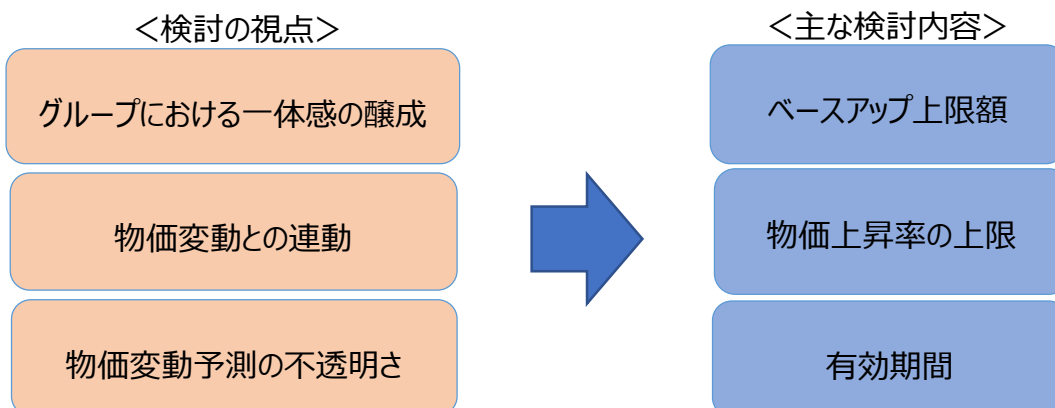 ＜検討の視点＞
グループにおける一体感の醸成
物価変動との連動
物価変動予測の不透明さ
＜主な検討内容＞
ベースアップ上限額
物価上昇率の上限
有効期間